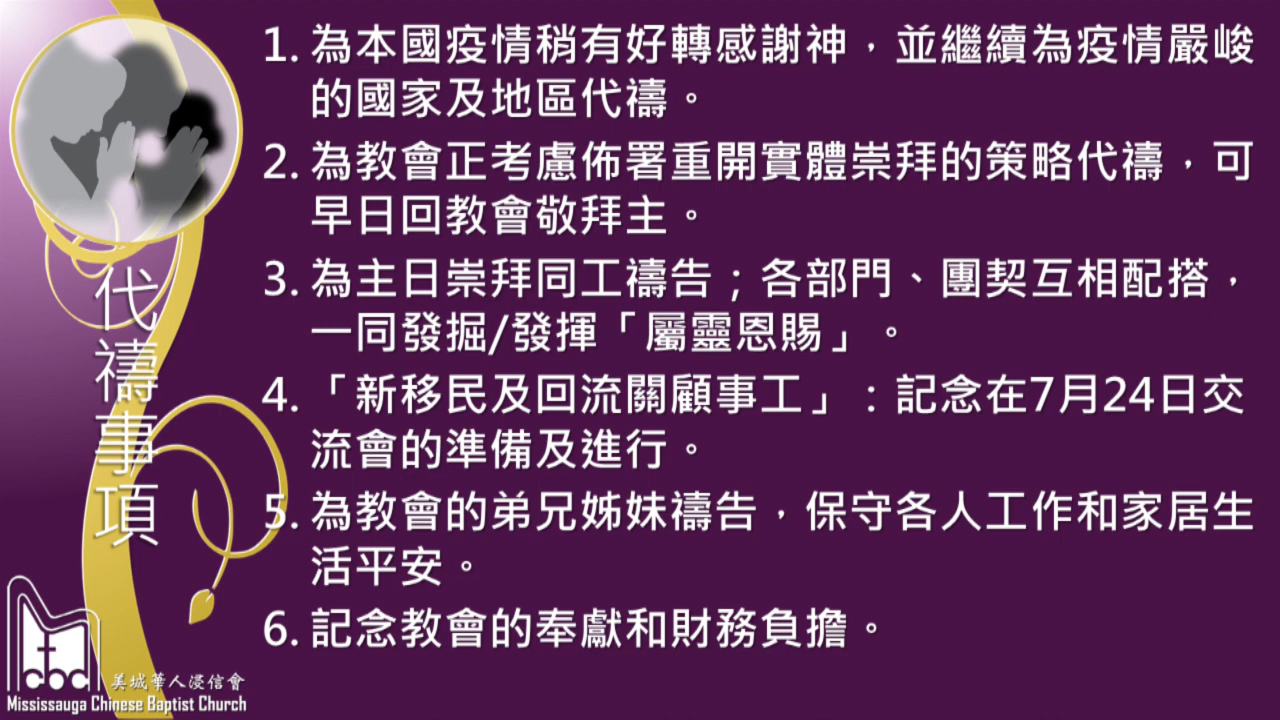 代禱事項
1. 為本國疫情稍有好轉感謝神，並繼續為疫情嚴峻
的國家及地區代禱。
2. 為教會正考慮佈署重開實體崇拜的策略代禱，可
早日回教會敬拜主。
3. 為主日崇拜同工禱告；各部門、團契互相配搭，
一同發掘/發揮「屬靈恩賜」。
4. 「新移民及回流關顧事工」：記念在7月24日交
流會的準備及進行。
5. 為教會的弟兄姊妹禱告，保守各人工作和家居生
活平安。
6. 記念教會的奉獻和財務負擔。
mcbc
美城華人浸信會
Mississauga Chinese Baptist Church